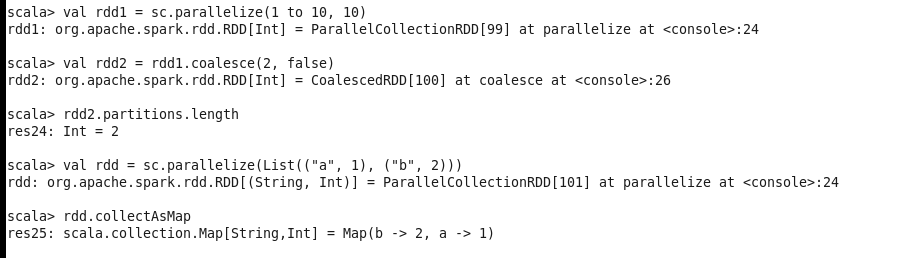 scala> val rdd1 = sc.parallelize(1 to 10, 10)
rdd1: org.apache.spark.rdd.RDD[Int] = ParallelCollectionRDD[99] at parallelize at <console>:24
scala> val rdd2 = rdd1.coalesce(2, false)
rdd2: org.apache.spark.rdd.RDD[Int] = CoalescedRDD[100] at coalesce at <console>:26
scala> rdd2.partitions.length
res24: Int = 2
scala> val rdd = sc.parallelize(List(("a", 1), ("b", 2)))
rdd: org.apache.spark.rdd.RDD[(String, Int)] = ParallelCollectionRDD[101] at parallelize at <console>:24
scala> rdd.collectAsMap
res25: scala.collection.Map[String,Int] = Map(b -> 2, a -> 1)